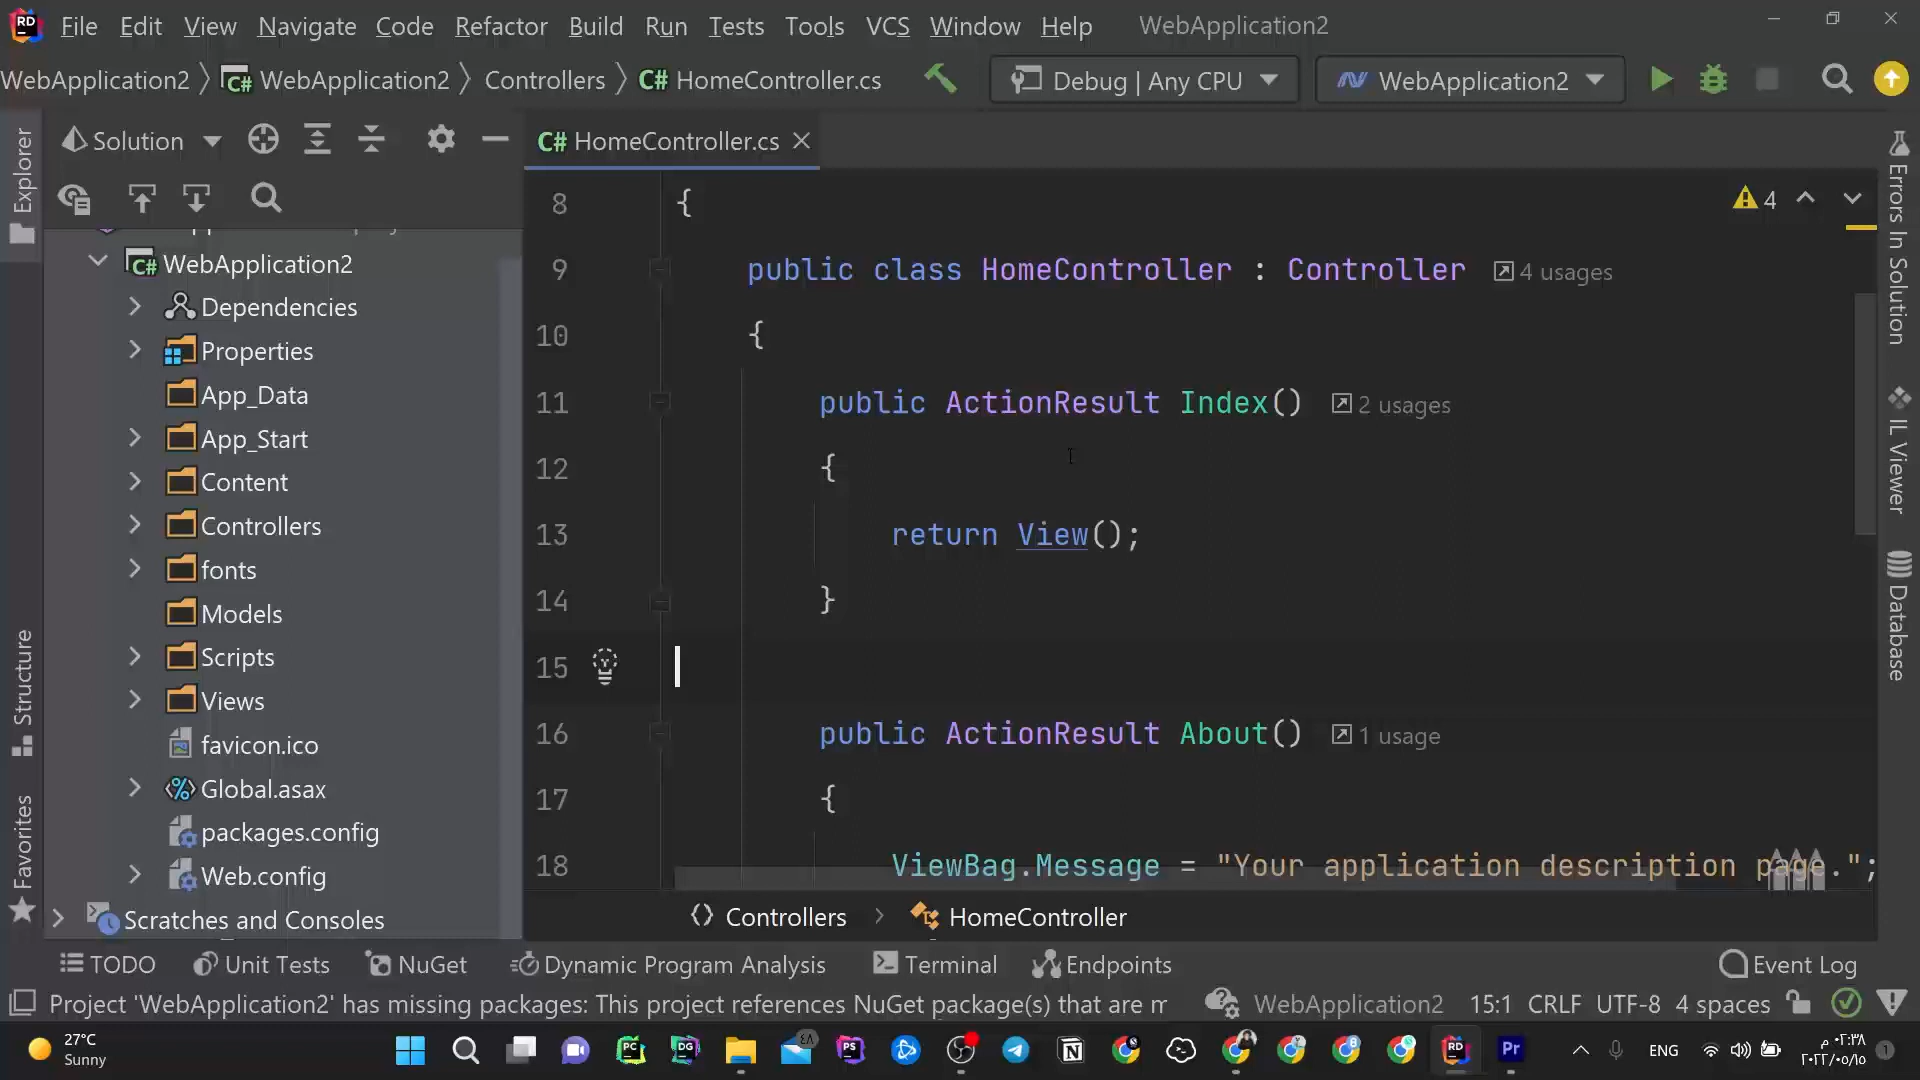 File Edit View Navigate Code Refactor Build Run Tests Tools VCS Window Help WebApplication2
WebApplication2 WebApplication2 Controllers C# HomeController.cs Debug | Any CPU WebApplication2
Solution
C# HomeController.cs
Explorer
Structure
Favorites
C# WebApplication2
Dependencies
Properties
App_Data
App_Start
Content
Controllers
fonts
Models
Scripts
Views
favicon.ico
Global.asax
packages.config
Web.config
Scratches and Consoles
4
8 {
9 public class HomeController : Controller 4 usages
10 {
11 public ActionResult Index() 2 usages
12 {
13 return View();
14 }
15
16 public ActionResult About() 1 usage
17 {
18 ViewBag.Message = "Your application description page.";
Controllers HomeController
Errors In Solution
IL Viewer
Database
TODO Unit Tests NuGet Dynamic Program Analysis Terminal Endpoints Event Log
Project 'WebApplication2' has missing packages: This project references NuGet package(s) that are m WebApplication2 15:1 CRLF UTF-8 4 spaces
27°C
Sunny
ENG
٠٢:٣٨ م
٢٠٢٢/٠٥/١٥